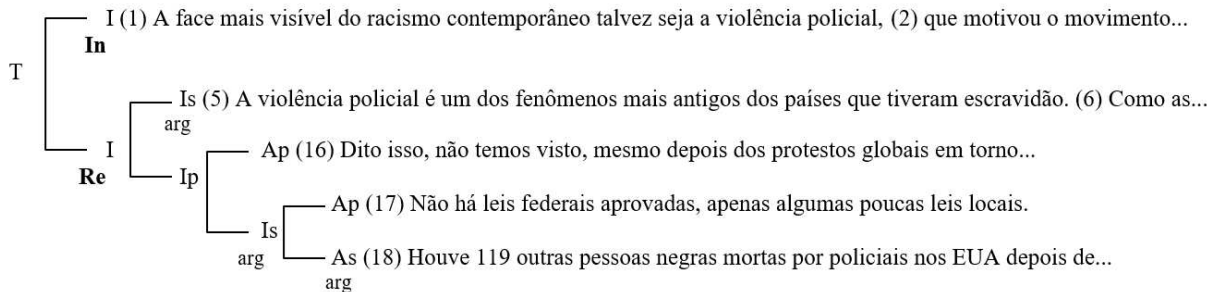 I (1) A face mais visível do racismo contemporâneo talvez seja a violência policial, (2) que motivou o movimento...
In
T
Is (5) A violência policial é um dos fenômenos mais antigos dos países que tiveram escravidão. (6) Como as...
arg
I
Re
Ap (16) Dito isso, não temos visto, mesmo depois dos protestos globais em torno...
Ip
Ap (17) Não há leis federais aprovadas, apenas algumas poucas leis locais.
Is
arg
As (18) Houve 119 outras pessoas negras mortas por policiais nos EUA depois de...
arg